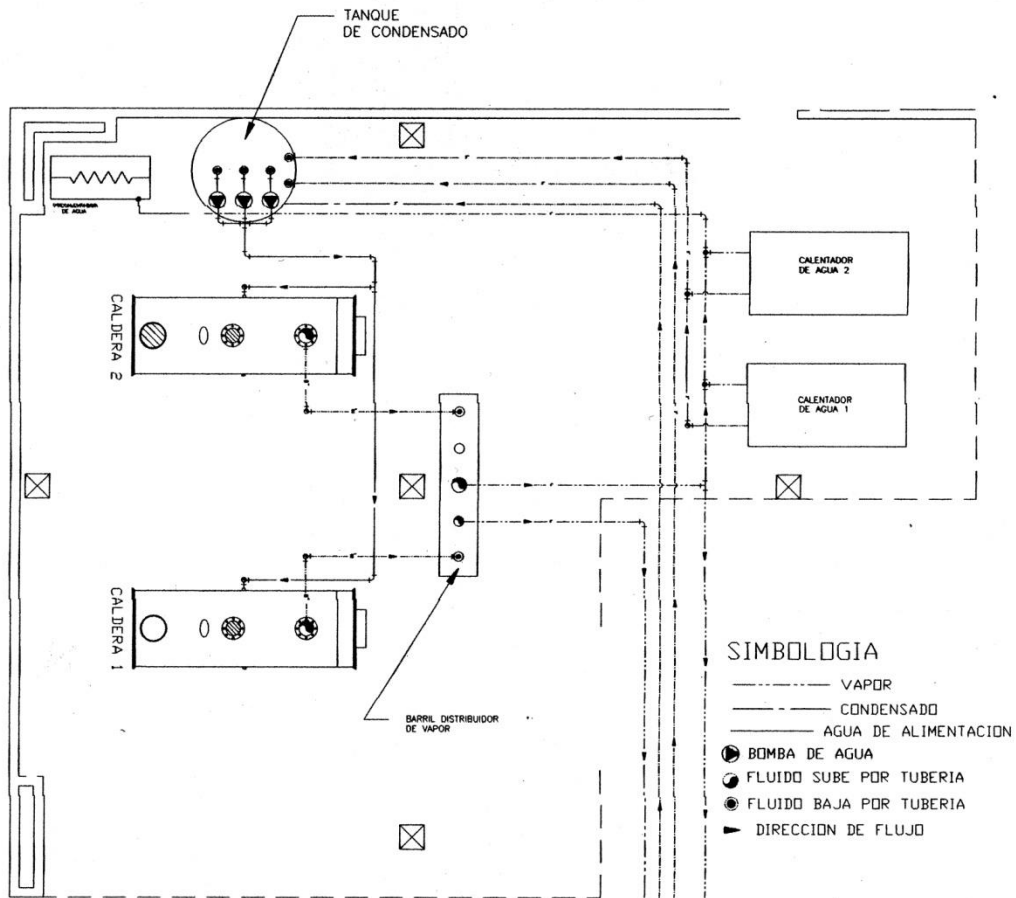 TANQUE
DE CONDENSADO
DE AGUA
CALENTADOR
DE AGUA 2
CALDERA 2
CALENTADOR
DE AGUA 1
CALDERA 1
BARRIL DISTRIBUIDOR
DE VAPOR
SIMBOLOGIA
VAPOR
CONDENSADO
AGUA DE ALIMENTACION
BOMBA DE AGUA
FLUIDO SUBE POR TUBERIA
FLUIDO BAJA POR TUBERIA
DIRECCION DE FLUJO